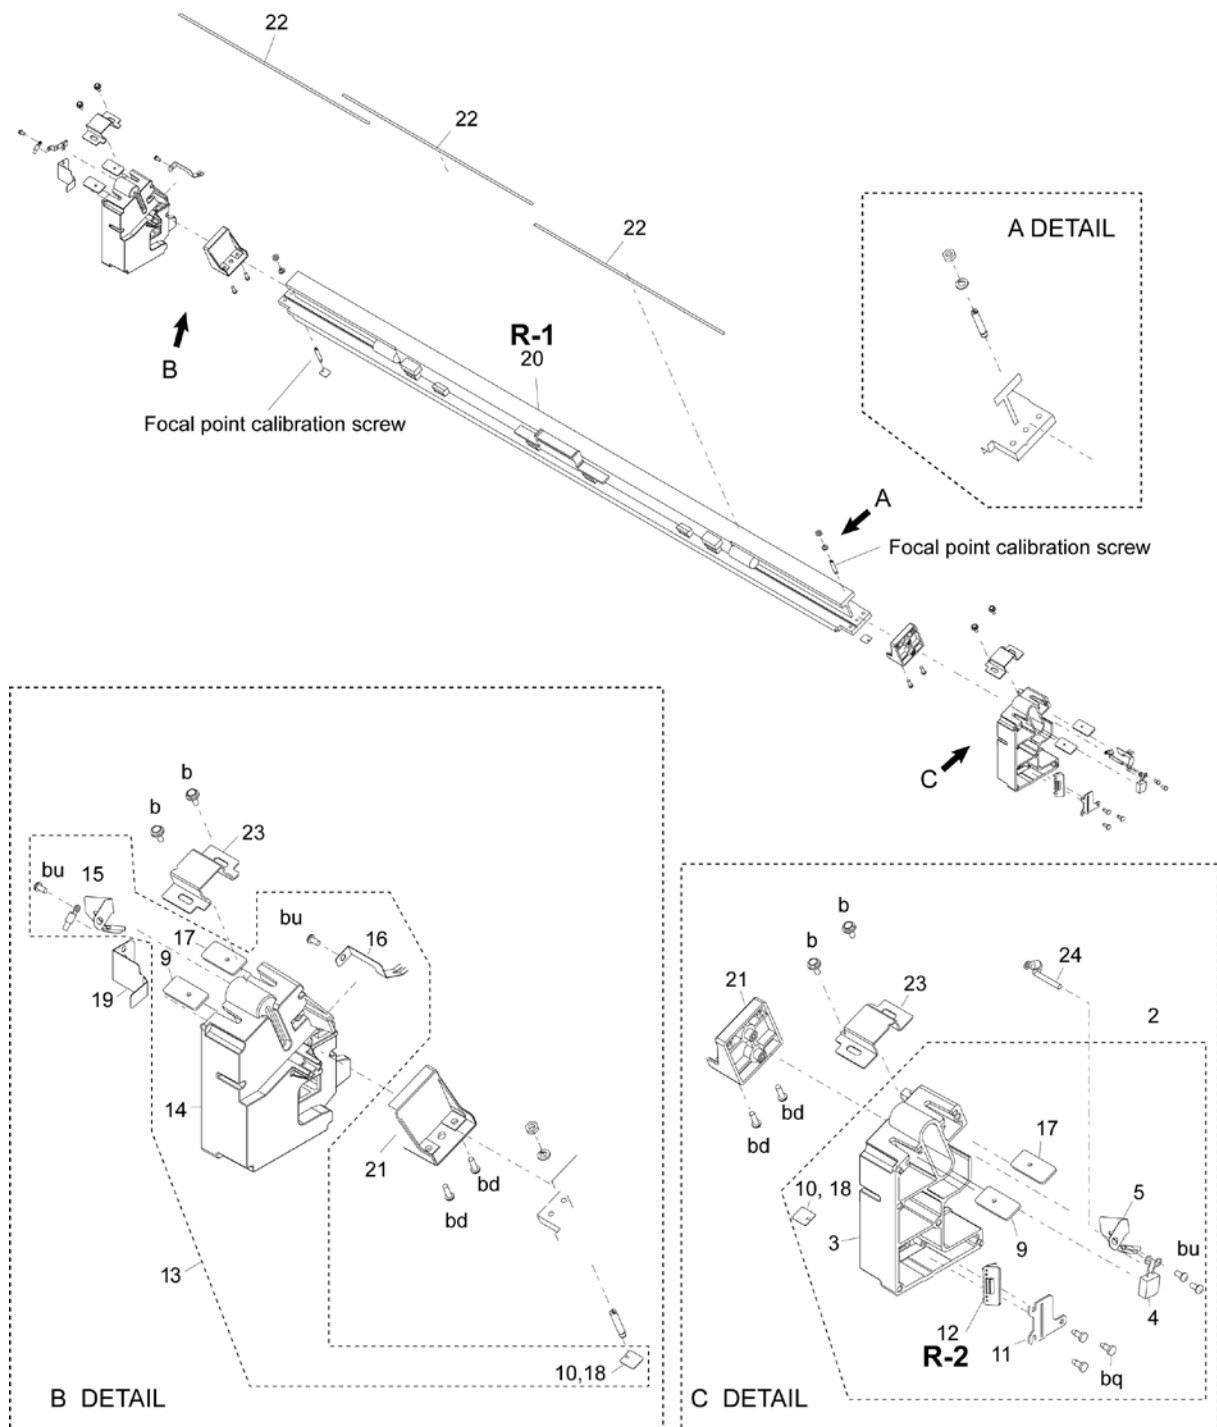 22
22
22
A DETAIL
R-1
20
B
Focal point calibration screw
A
Focal point calibration screw
C
b
b
23
bu
15
bu
16
17
9
19
14
21
bd
bd
13
10,18
B DETAIL
b
b
24
21
23
2
bd
bd
17
10, 18
5
3
9
bu
4
12
R-2
11
bq
C DETAIL